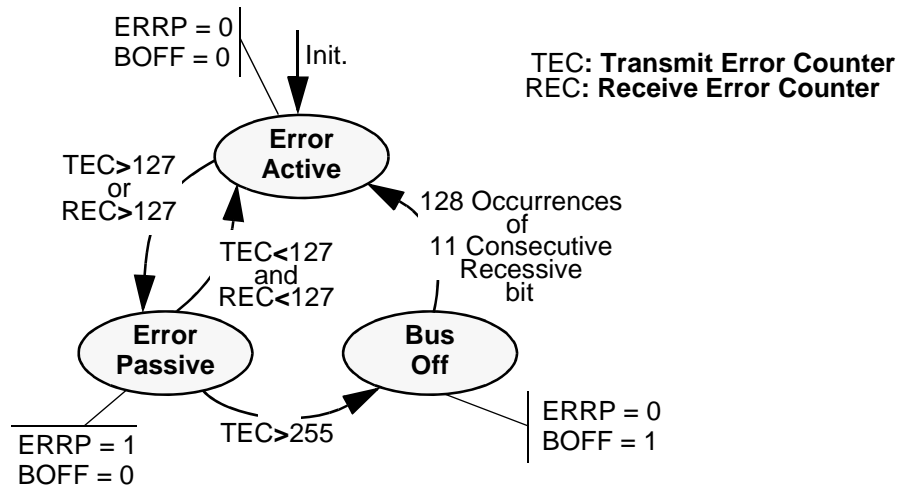 ERRP = 0
BOFF = 0
Init.
TEC: Transmit Error Counter
REC: Receive Error Counter
Error
Active
TEC>127
or
REC>127
TEC<127
and
REC<127
128 Occurrences
of
11 Consecutive
Recessive
bit
Error
Passive
Bus
Off
TEC>255
ERRP = 1
BOFF = 0
ERRP = 0
BOFF = 1